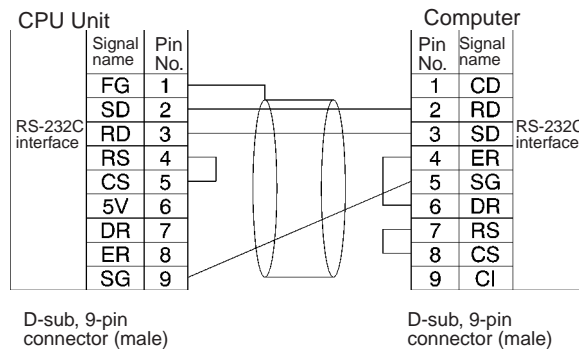 CPU Unit
Computer
Signal name Pin No.
Pin No. Signal name
RS-232C interface
FG 1
SD 2
RD 3
RS 4
CS 5
5V 6
DR 7
ER 8
SG 9
1 CD
2 RD
3 SD
4 ER
5 SG
6 DR
7 RS
8 CS
9 CI
RS-232C interface
D-sub, 9-pin
connector (male)
D-sub, 9-pin
connector (male)